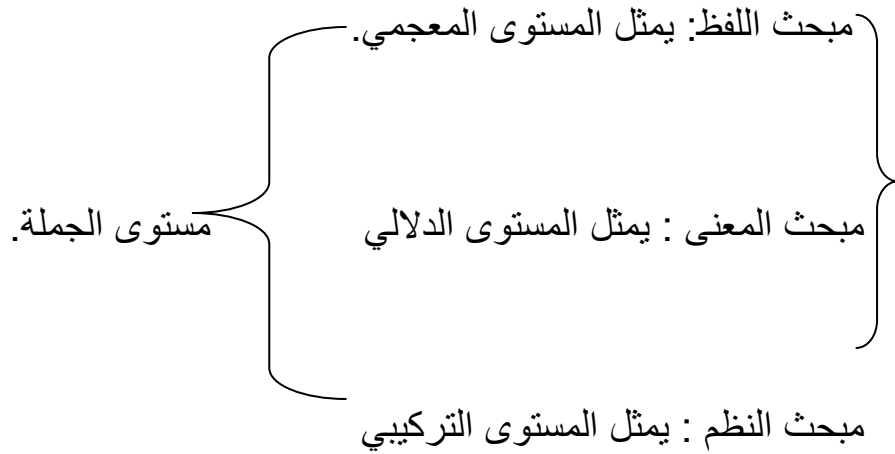 مبحث اللفظ: يمثل المستوى المعجمي.
مبحث المعنى : يمثل المستوى الدلالي
مستوى الجملة.
مبحث النظم : يمثل المستوى التركيبي